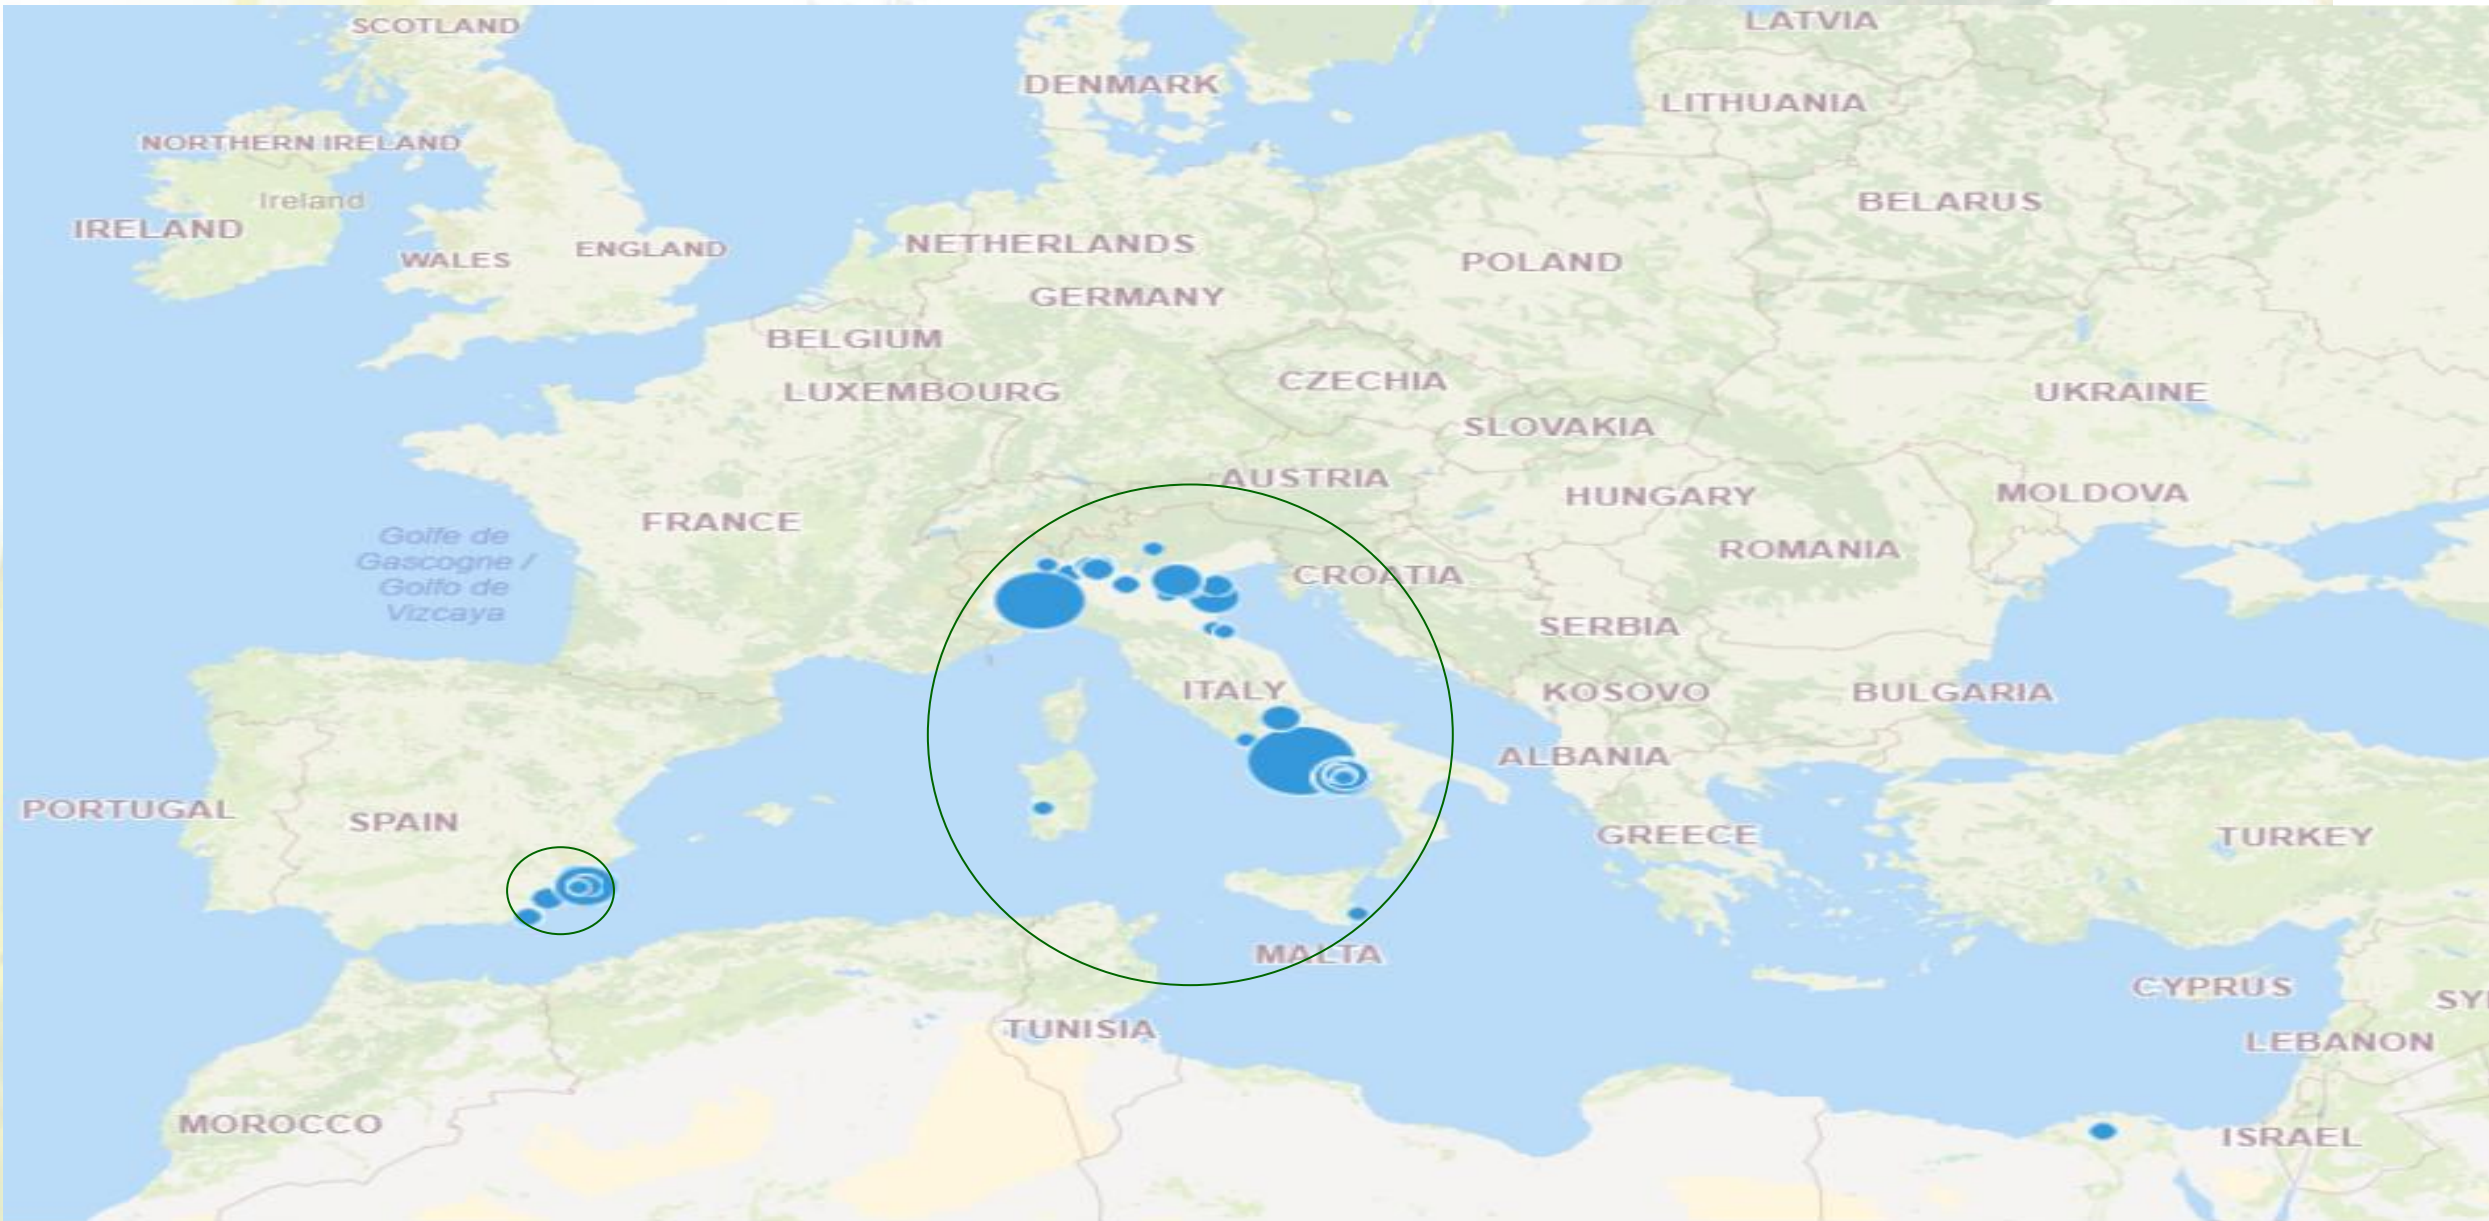 SCOTLAND
LATVIA
DENMARK
LITHUANIA
NORTHERN IRELAND
Ireland
IRELAND
BELARUS
WALES
ENGLAND
NETHERLANDS
POLAND
GERMANY
BELGIUM
LUXEMBOURG
CZECHIA
UKRAINE
SLOVAKIA
AUSTRIA
HUNGARY
MOLDOVA
FRANCE
Golfe de
Gascogne /
Golfo de
Vizcaya
ROMANIA
CROATIA
SERBIA
ITALY
KOSOVO
BULGARIA
ALBANIA
PORTUGAL
SPAIN
GREECE
TURKEY
MALTA
CYPRUS
SY
TUNISIA
LEBANON
MOROCCO
ISRAEL